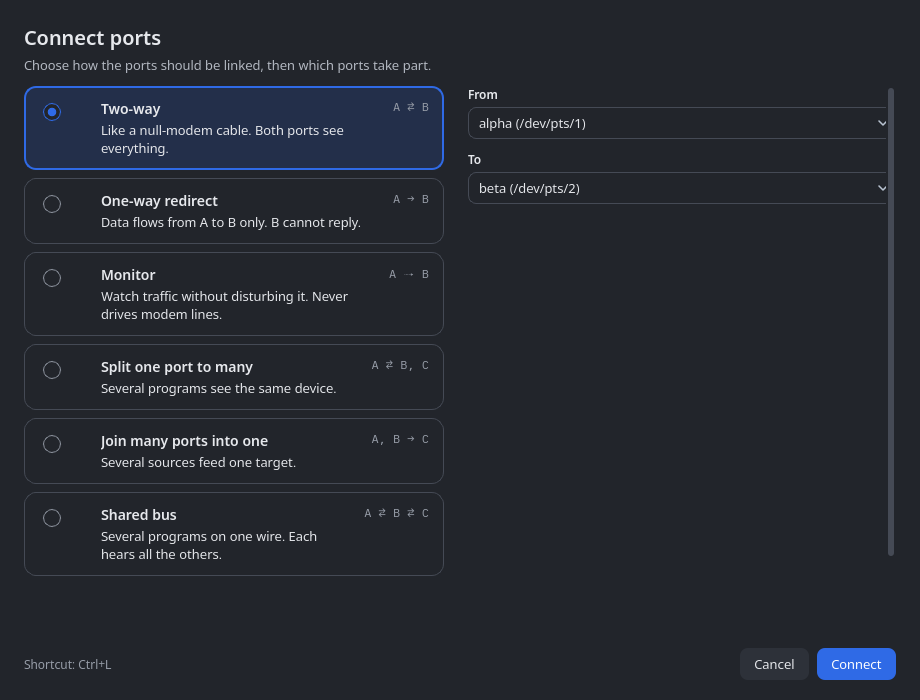 Connect ports
Choose how the ports should be linked, then which ports take part.
Two-way
A ⇄ B
Like a null-modem cable. Both ports see
everything.
One-way redirect
A → B
Data flows from A to B only. B cannot reply.
Monitor
A ⇢ B
Watch traffic without disturbing it. Never
drives modem lines.
Split one port to many
A ⇄ B, C
Several programs see the same device.
Join many ports into one
A, B → C
Several sources feed one target.
Shared bus
A ⇄ B ⇄ C
Several programs on one wire. Each
hears all the others.
From
alpha (/dev/pts/1)
To
beta (/dev/pts/2)
Shortcut: Ctrl+L
Cancel
Connect